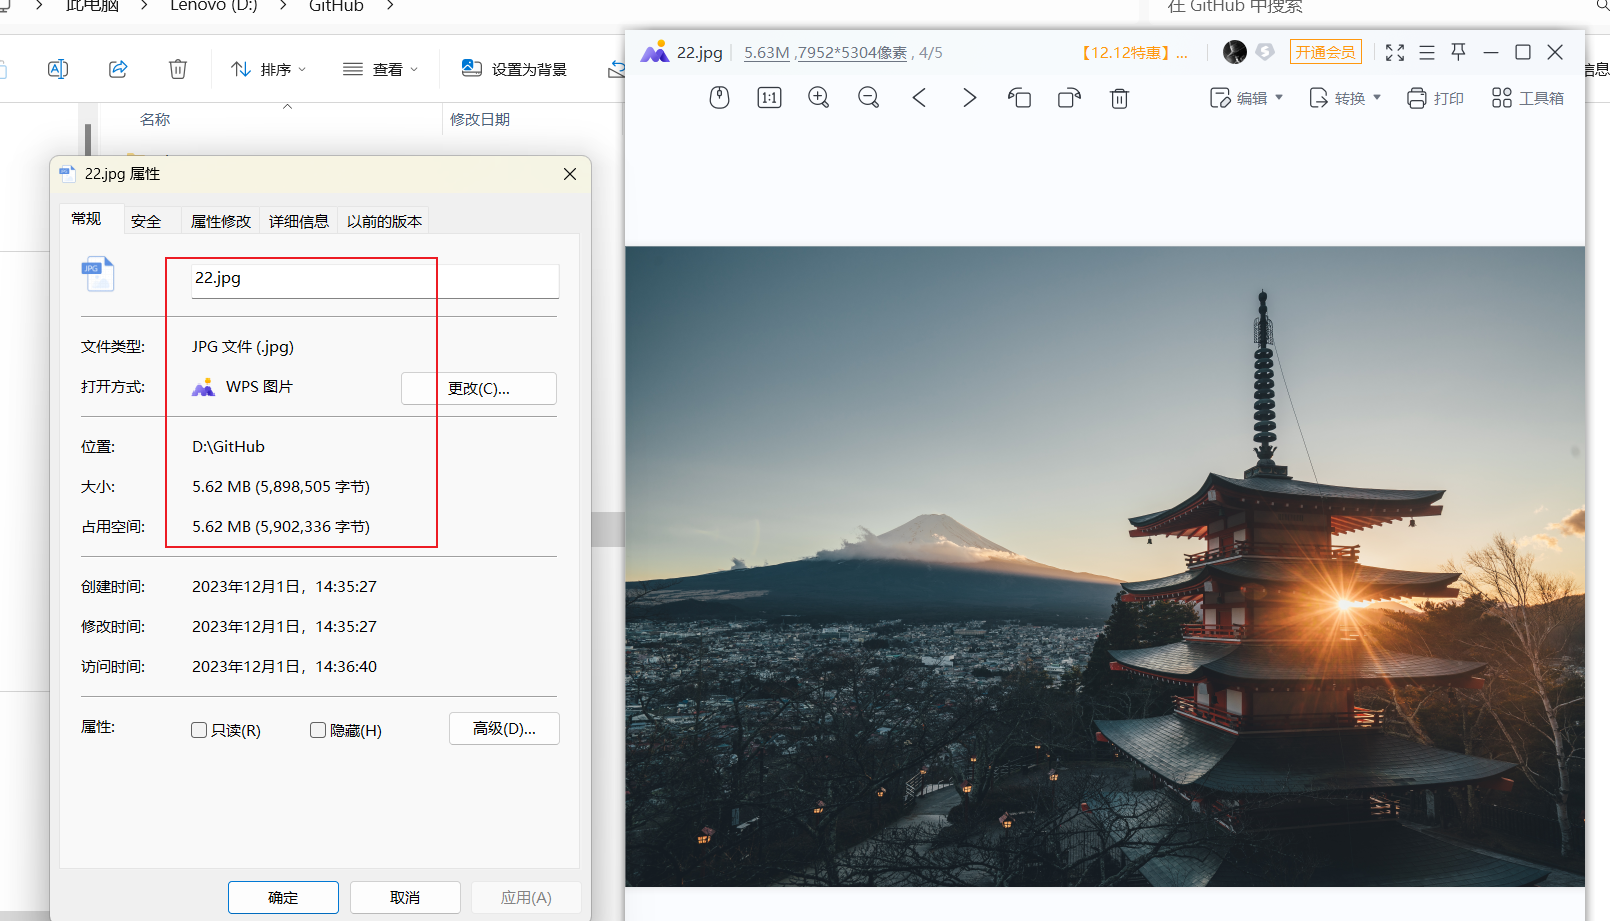 此电脑 > Lenovo (D:) > GitHub >
在 GitHub 中搜索
排序
查看
设置为背景
信息
名称
修改日期
22.jpg 属性
常规
安全
属性修改
详细信息
以前的版本
JPG
22.jpg
文件类型: JPG 文件 (.jpg)
打开方式: WPS 图片 更改(C)...
位置: D:\GitHub
大小: 5.62 MB (5,898,505 字节)
占用空间: 5.62 MB (5,902,336 字节)
创建时间: 2023年12月1日，14:35:27
修改时间: 2023年12月1日，14:35:27
访问时间: 2023年12月1日，14:36:40
属性: 只读(R) 隐藏(H) 高级(D)...
确定 取消 应用(A)
22.jpg 5.63M ,7952*5304像素 , 4/5 【12.12特惠】... 开通会员
1:1 编辑 转换 打印 工具箱